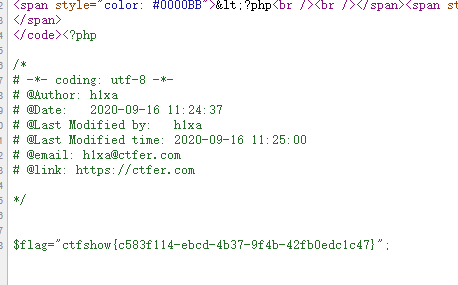 <span style="color: #0000BB">&lt;?php<br /><br /></span><span st
</span>
</code><?php
/*
# -*- coding: utf-8 -*-
# @Author: h1xa
# @Date:   2020-09-16 11:24:37
# @Last Modified by:   h1xa
# @Last Modified time: 2020-09-16 11:25:00
# @email: h1xa@ctfer.com
# @link: https://ctfer.com
*/
$flag="ctfshow{c583f114-ebcd-4b37-9f4b-42fb0edc1c47}";